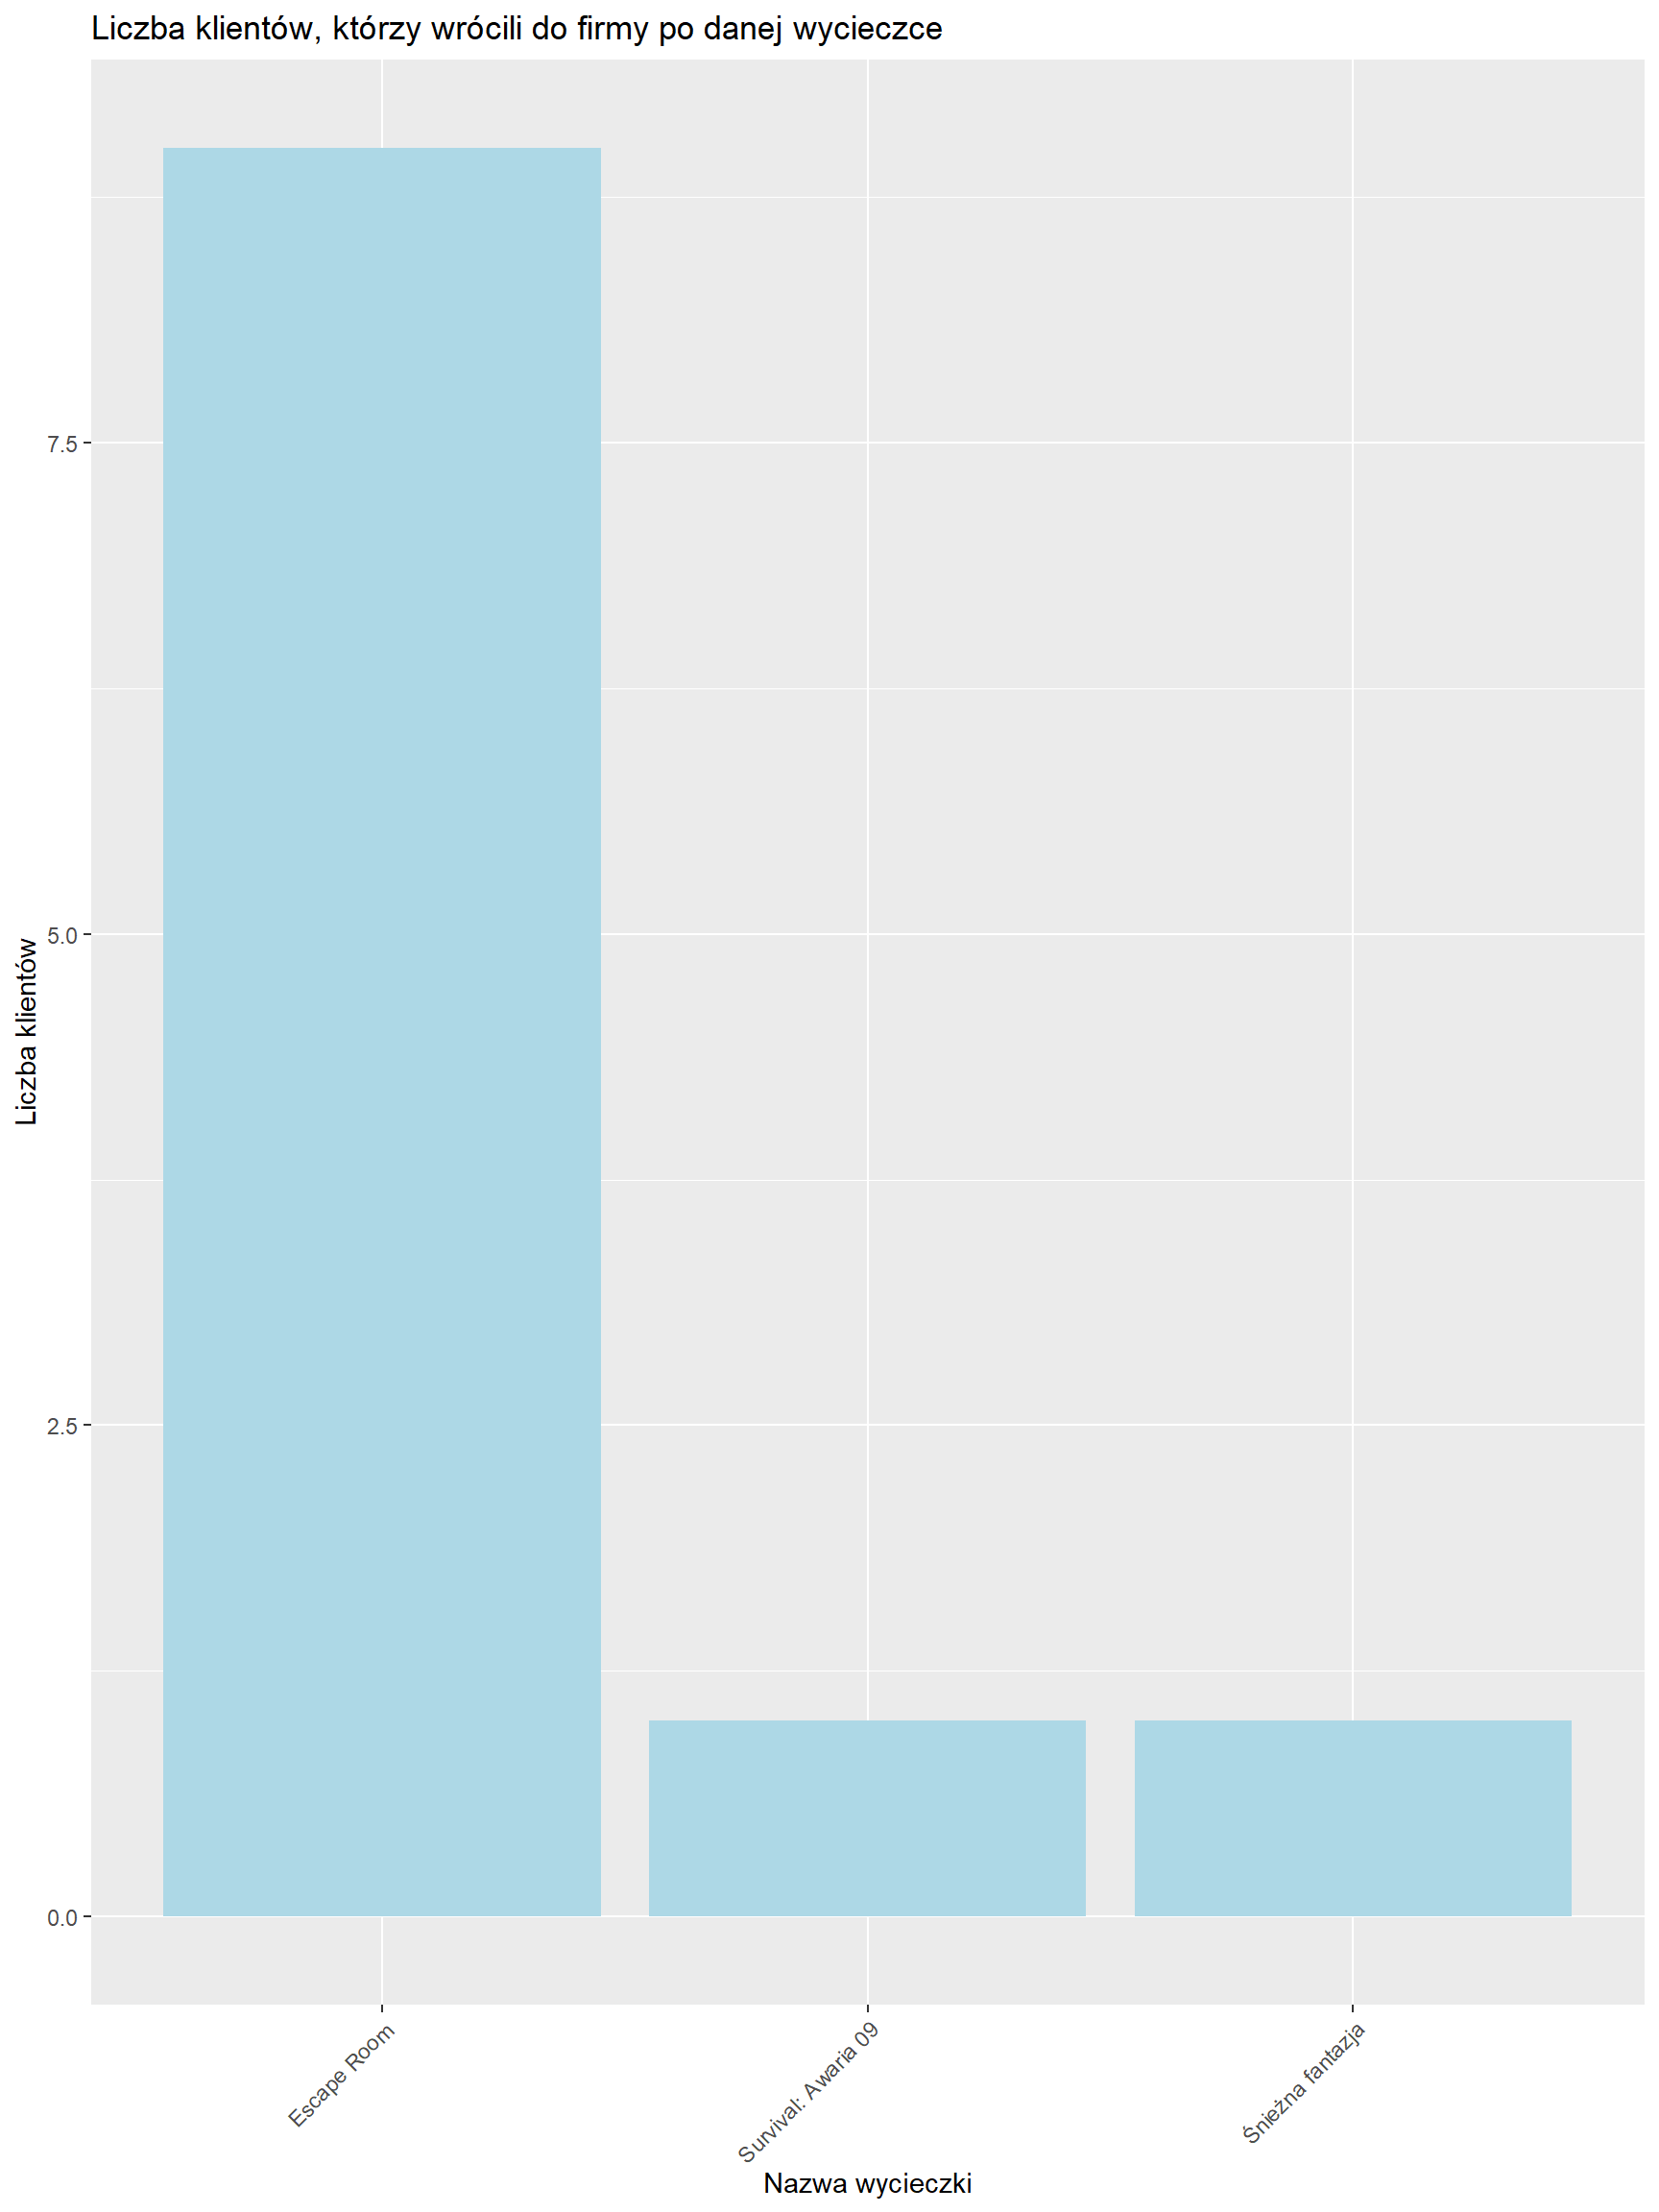 Liczba klientów, którzy wrócili do firmy po danej wycieczce
Liczba klientów
7.5
5.0
2.5
0.0
Escape Room
Survival: Awaria 09
Śnieżna fantazja
Nazwa wycieczki